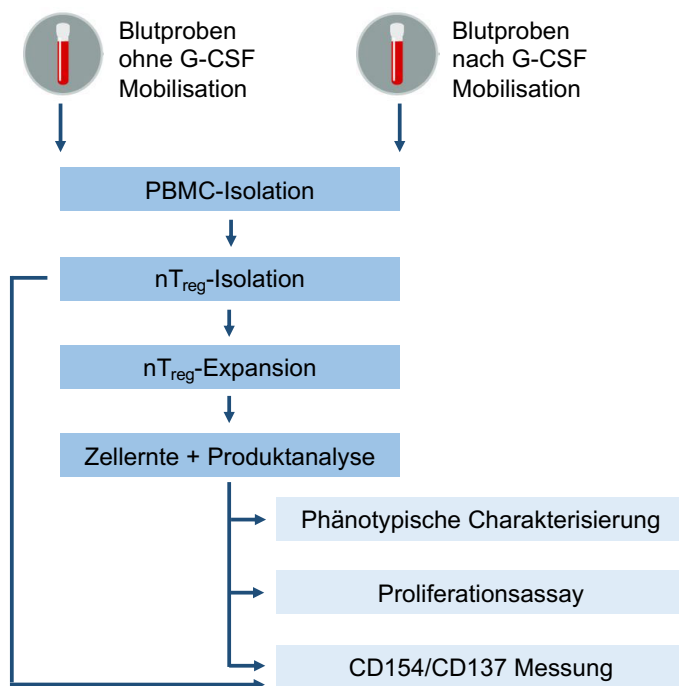 Blutproben
ohne G-CSF
Mobilisation
Blutproben
nach G-CSF
Mobilisation
PBMC-Isolation
nTreg-Isolation
nTreg-Expansion
Zellernte + Produktanalyse
Phänotypische Charakterisierung
Proliferationsassay
CD154/CD137 Messung